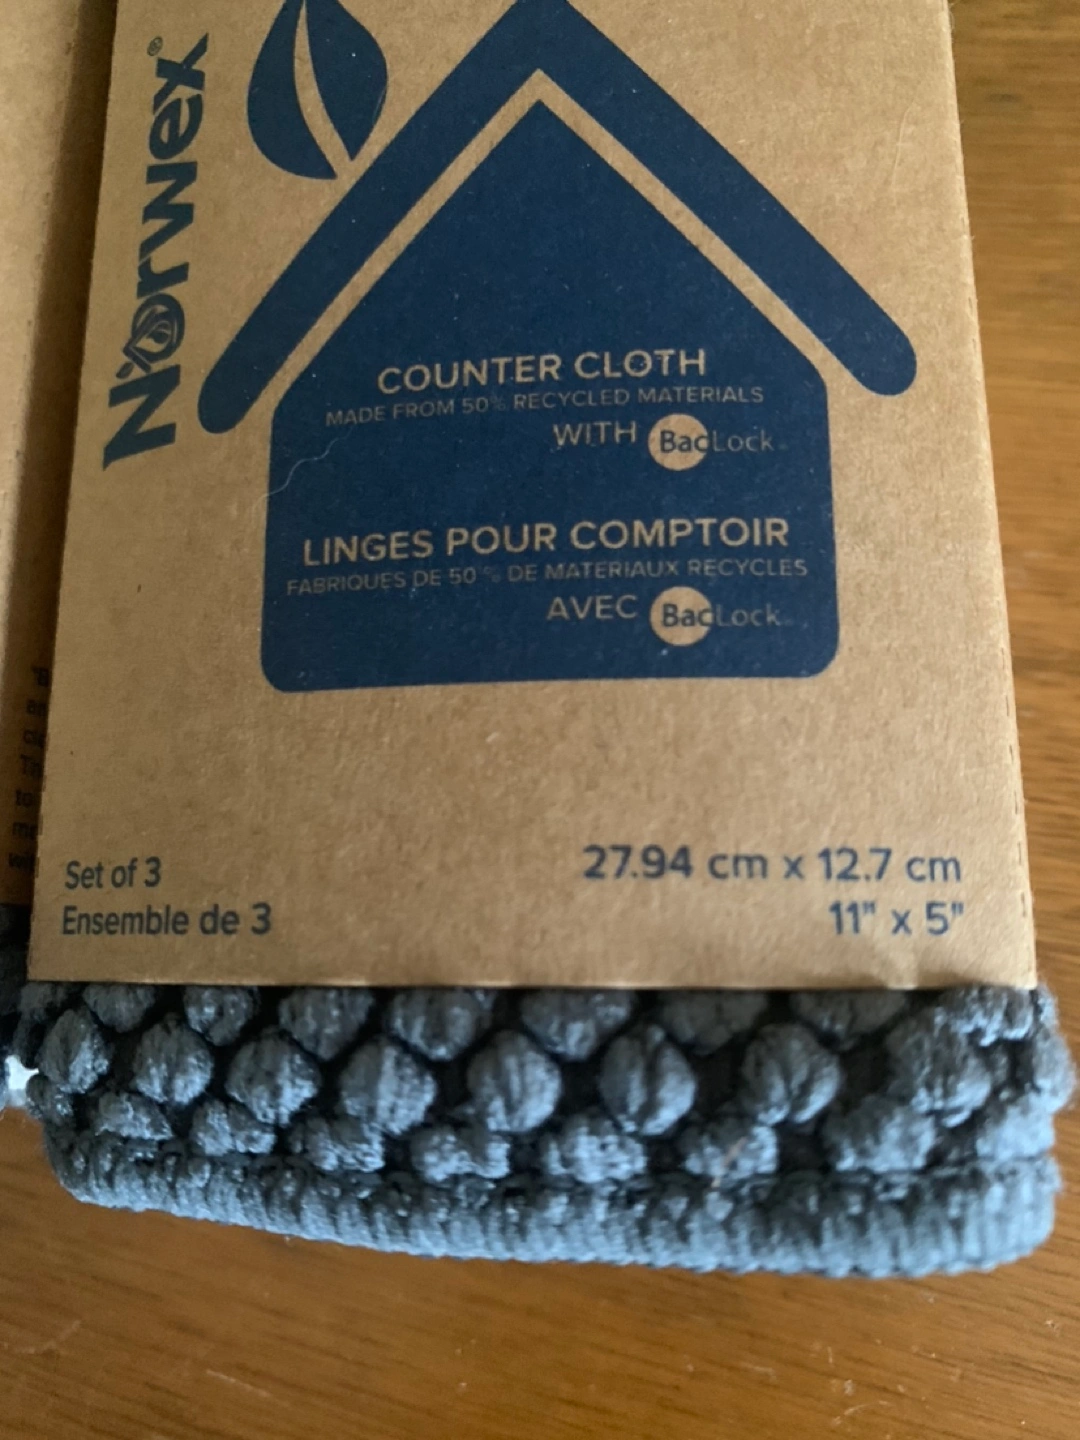 Norwex®
COUNTER CLOTH
MADE FROM 50% RECYCLED MATERIALS
WITH BacLock
LINGES POUR COMPTOIR
FABRIQUES DE 50 % DE MATERIAUX RECYCLES
AVEC BacLock
Set of 3
Ensemble de 3
27.94 cm x 12.7 cm
11" x 5"